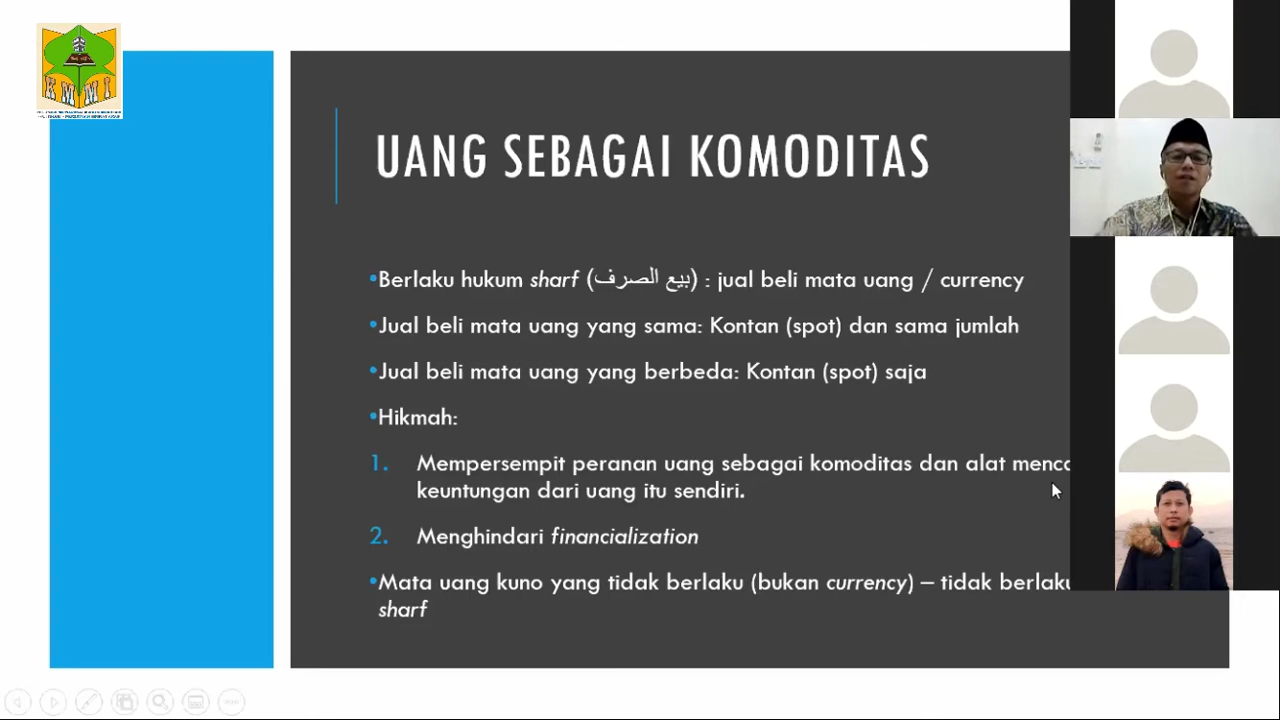 KMMI
UANG SEBAGAI KOMODITAS
•Berlaku hukum sharf (بيع الصرف) : jual beli mata uang / currency
•Jual beli mata uang yang sama: Kontan (spot) dan sama jumlah
•Jual beli mata uang yang berbeda: Kontan (spot) saja
•Hikmah:
1. Mempersempit peranan uang sebagai komoditas dan alat
keuntungan dari uang itu sendiri.
2. Menghindari financialization
•Mata uang kuno yang tidak berlaku (bukan currency) – tidak berlaku
sharf